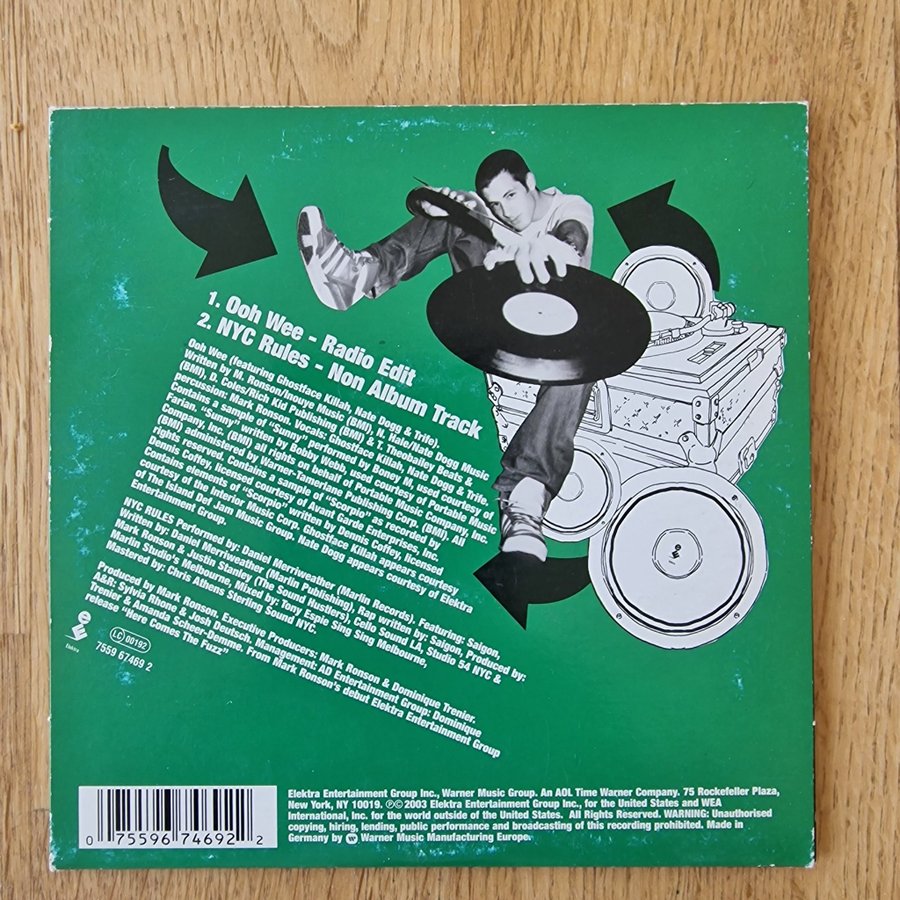 1. Ooh Wee - Radio Edit
2. NYC Rules - Non Album Track
Ooh Wee (featuring Ghostface Killah, Nate Dogg & Trife).
Written by M. Ronson/Inouye Music (BMI), N. Hale/Nate Dogg Music
(BMI), D. Coles/Rich Kid Publishing (BMI) & T. Theobailey Beats &
percussion: Mark Ronson. Vocals: Ghostface Killah, Nate Dogg & Trife.
Contains a sample of "Sunny" performed by Boney M, used courtesy of
Farian. "Sunny" written by Bobby Webb, used courtesy of Portable Music
Company, Inc. (BMI) all rights on behalf of Portable Music Company, Inc.
(BMI) administered by Warner-Tamerlane Publishing Corp. (BMI). All
rights reserved. Contains a sample of "Scorpio" as recorded by
Dennis Coffey, used courtesy of Avant Garde Enterprises, Inc.
Contains elements of "Scorpio" written by Dennis Coffey, licensed
courtesy of the Interior Music Corp. Ghostface Killah appears courtesy
of The Island Def Jam Music Group. Nate Dogg appears courtesy of Elektra
Entertainment Group.
NYC RULES Performed by: Daniel Merriweather (Marlin Records). Featuring: Saigon,
Written by: Daniel Merriweather (Marlin Publishing), Rap written by: Saigon, Produced by:
Mark Ronson & Justin Stanley (The Sound Hustlers), Cello Sound LA, Studio 54 NYC &
Marlin Studio's Melbourne, Mixed by: Tony Espie Sing Sing Melbourne,
Mastered by: Chris Athens Sterling Sound NYC.
Produced by Mark Ronson, Executive Producers: Mark Ronson & Dominique Trenier.
A&R: Sylvia Rhone & Josh Deutsch. Management: AD Entertainment Group: Dominique
Trenier & Amanda Scheer-Demme. From Mark Ronson's debut Elektra Entertainment Group
release "Here Comes The Fuzz"
Elektra
LC 00192
7559 67469 2
0 75596 74692 2
Elektra Entertainment Group Inc., Warner Music Group. An AOL Time Warner Company. 75 Rockefeller Plaza,
New York, NY 10019. ℗© 2003 Elektra Entertainment Group Inc., for the United States and WEA
International, Inc. for the world outside of the United States. All Rights Reserved. WARNING: Unauthorised
copying, hiring, lending, public performance and broadcasting of this recording prohibited. Made in
Germany by Warner Music Manufacturing Europe.